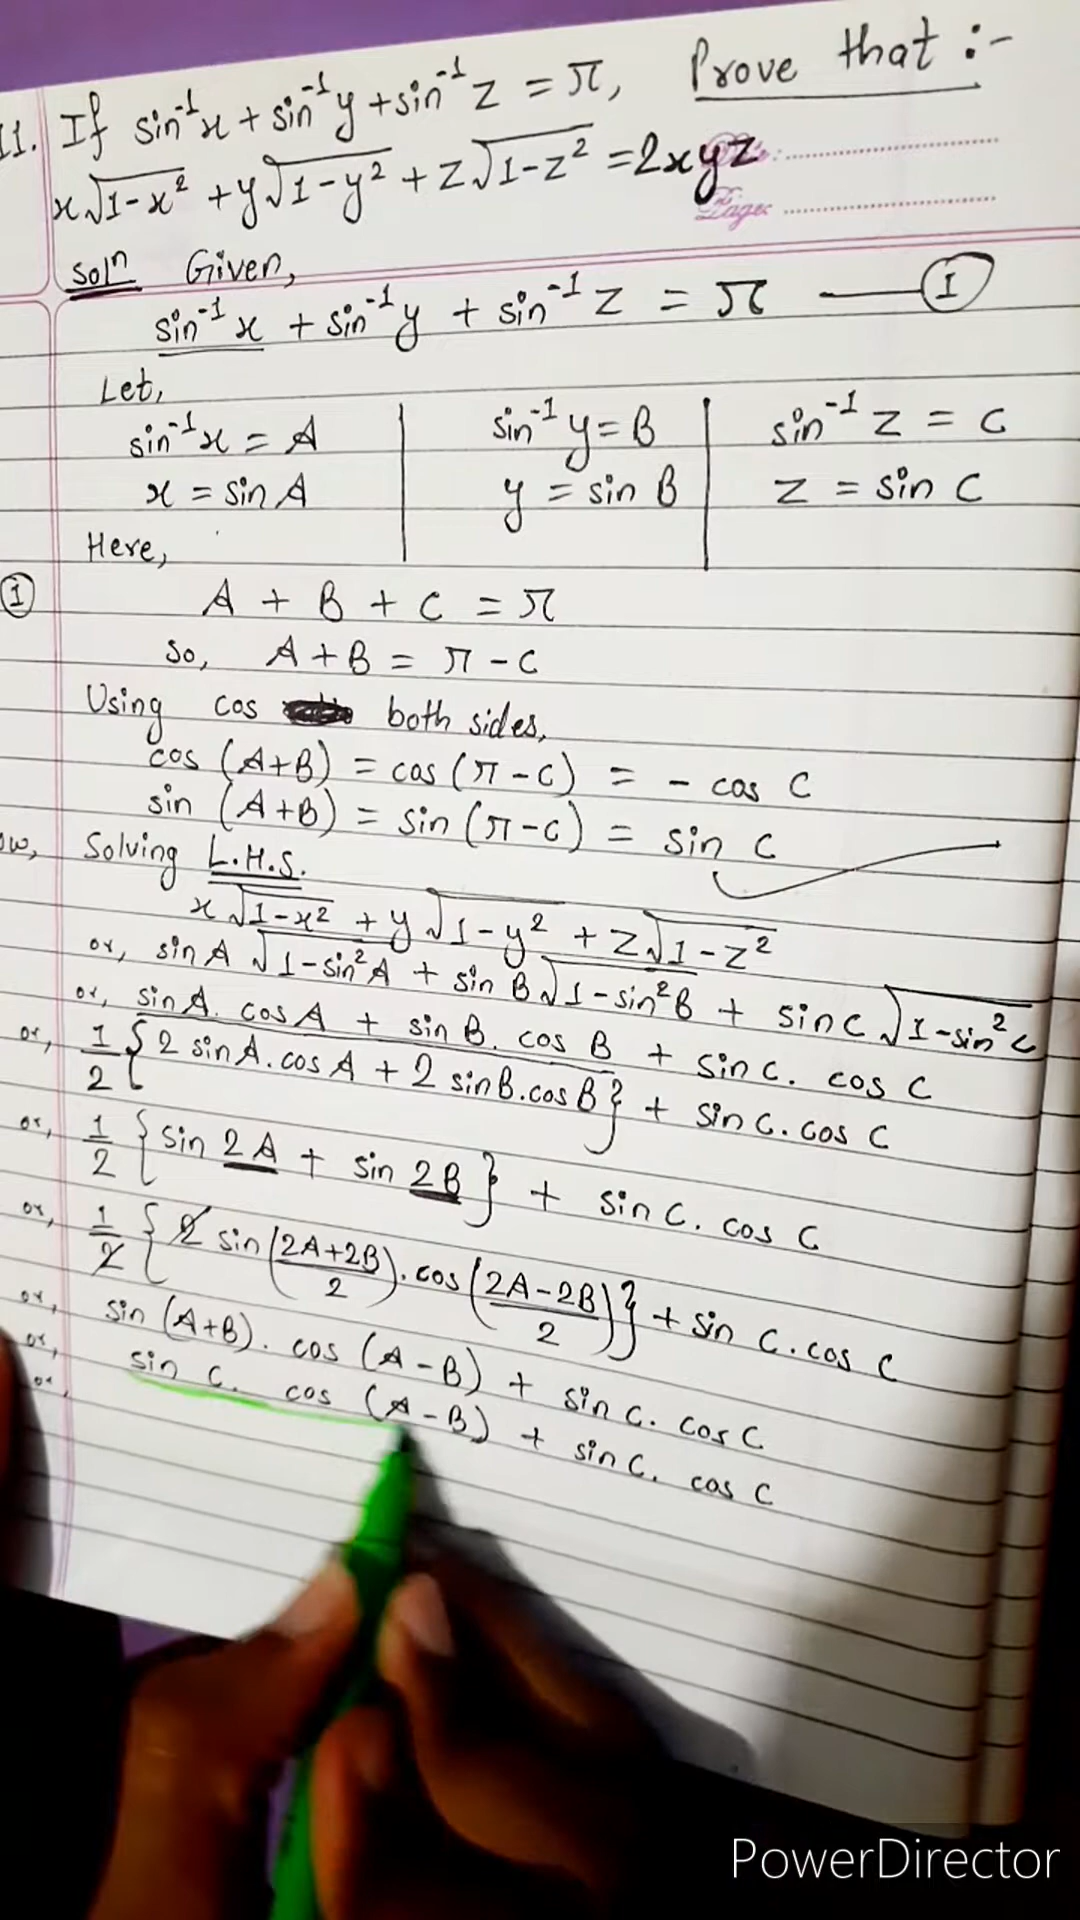 11. If sin⁻¹x + sin⁻¹y + sin⁻¹z = π, Prove that :-
x√1-x² + y√1-y² + z√1-z² = 2xyz
Page:
Solⁿ Given,
sin⁻¹x + sin⁻¹y + sin⁻¹z = π —— ①
Let,
sin⁻¹x = A | sin⁻¹y = B | sin⁻¹z = C
x = sin A | y = sin B | z = sin C
Here,
① A + B + C = π
So, A + B = π - C
Using cos both sides,
cos (A+B) = cos (π - C) = - cos C
sin (A+B) = sin (π - C) = sin C
ow, Solving L.H.S.
x√1-x² + y√1-y² + z√1-z²
or, sin A √1-sin²A + sin B √1-sin²B + sin C √1-sin²C
or, sin A. cos A + sin B. cos B + sin C. cos C
or, 1/2 {2 sin A. cos A + 2 sin B. cos B} + sin C. cos C
or, 1/2 {sin 2A + sin 2B} + sin C. cos C
or, 1/2 {2 sin (2A+2B/2). cos (2A-2B/2)} + sin C. cos C
or, sin (A+B). cos (A-B) + sin C. cos C
or, sin C. cos (A-B) + sin C. cos C
or,
PowerDirector